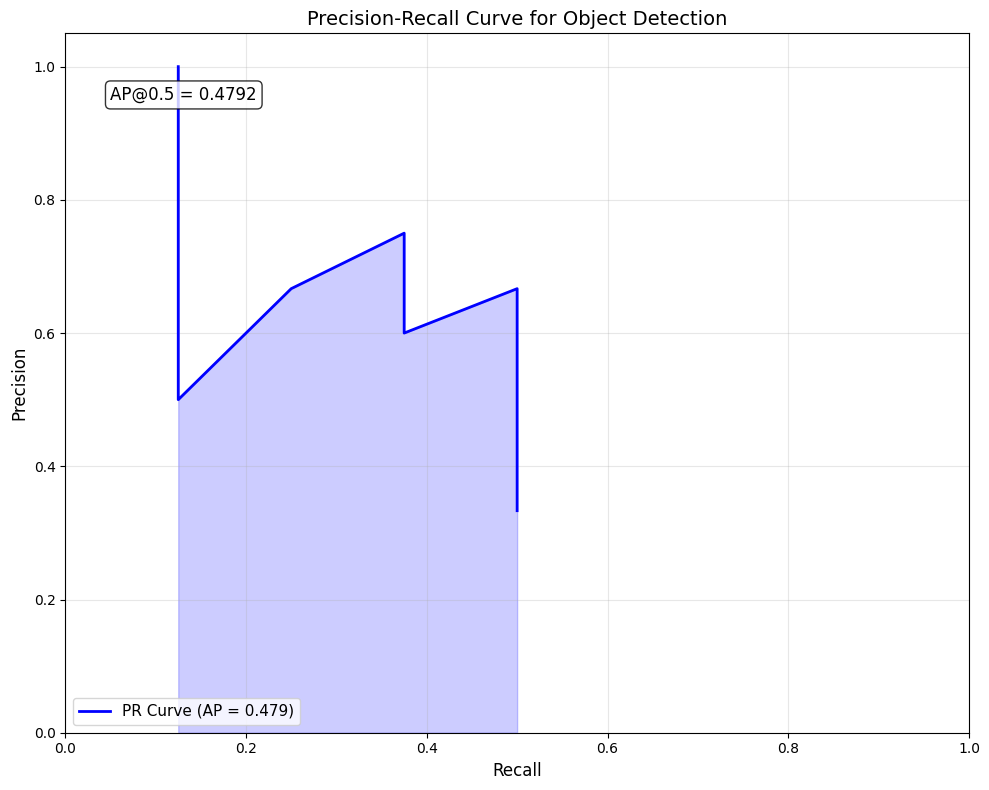 Precision-Recall Curve for Object Detection
1.0
AP@0.5 = 0.4792
0.8
0.6
Precision
0.4
0.2
PR Curve (AP = 0.479)
0.0
0.0 0.2 0.4 0.6 0.8 1.0
Recall